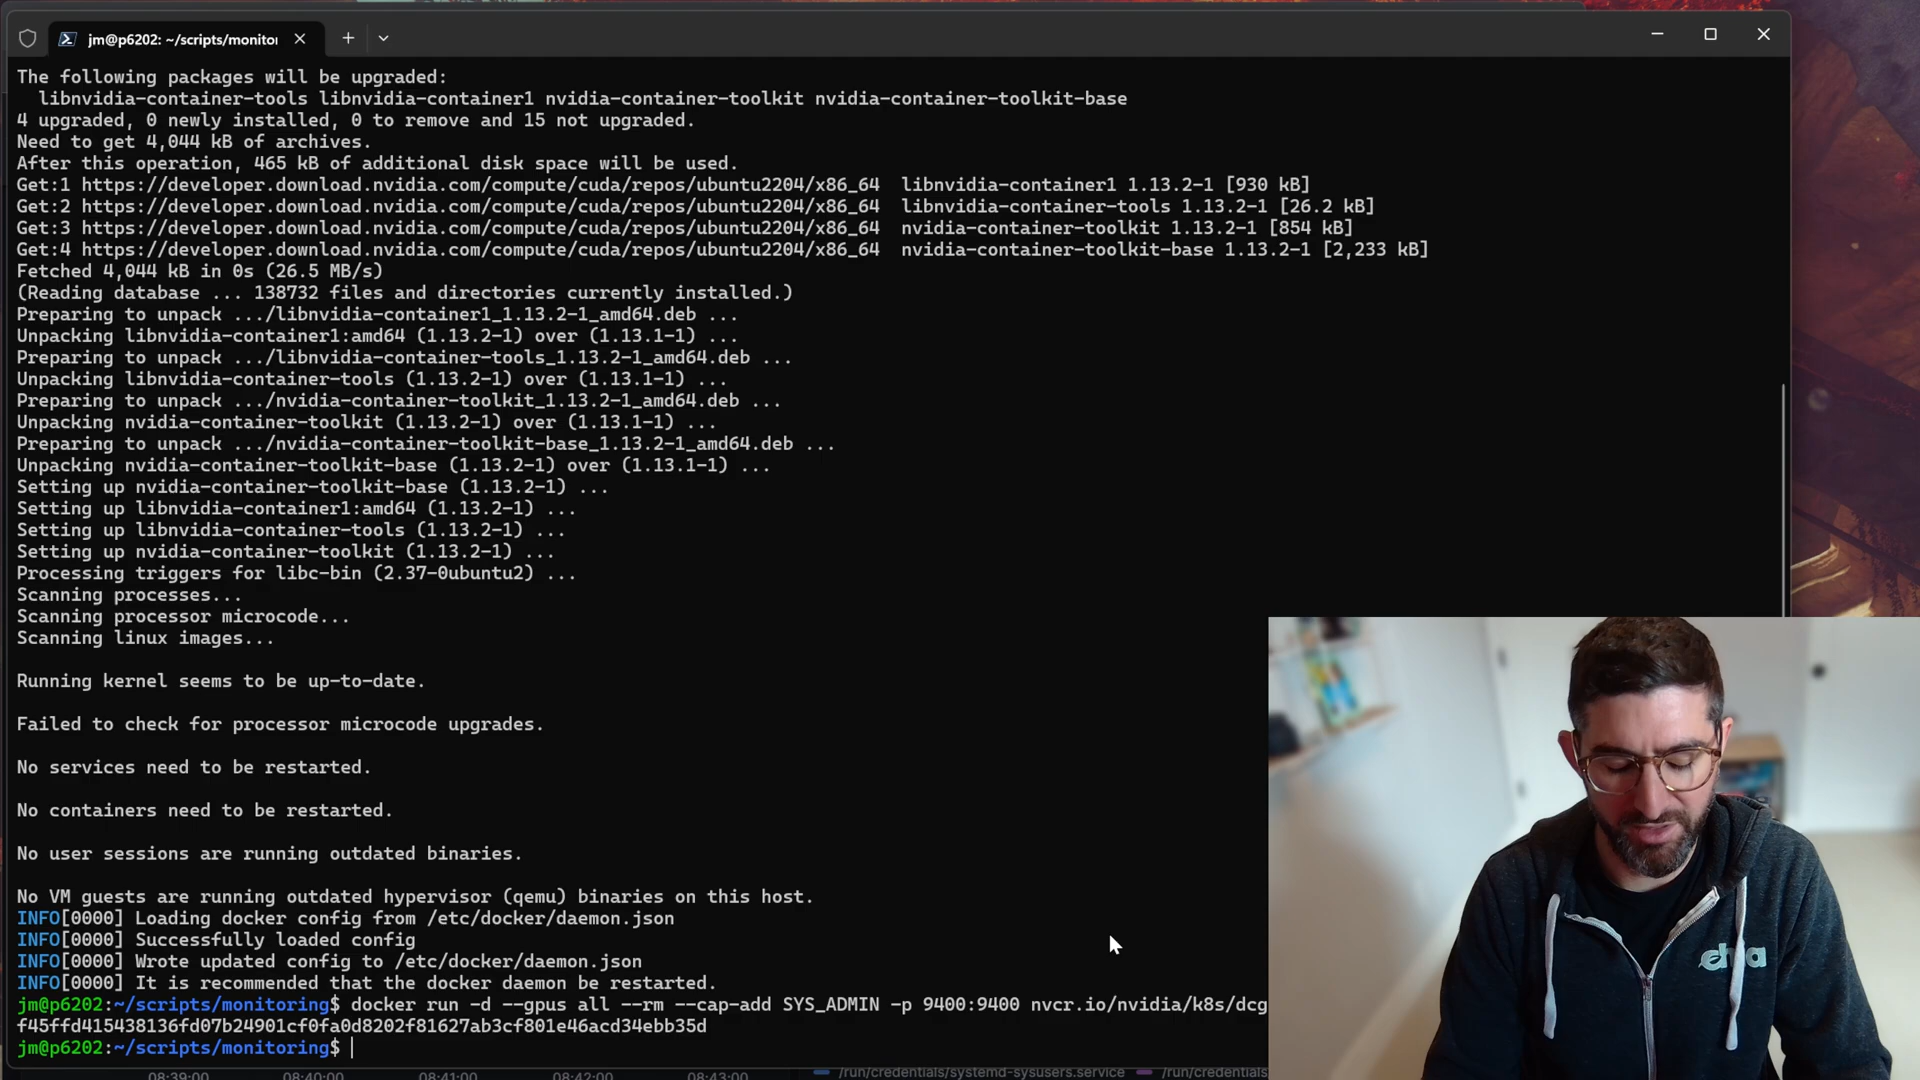 jm@p6202: ~/scripts/monitor
The following packages will be upgraded:
libnvidia-container-tools libnvidia-container1 nvidia-container-toolkit nvidia-container-toolkit-base
4 upgraded, 0 newly installed, 0 to remove and 15 not upgraded.
Need to get 4,044 kB of archives.
After this operation, 465 kB of additional disk space will be used.
Get:1 https://developer.download.nvidia.com/compute/cuda/repos/ubuntu2204/x86_64  libnvidia-container1 1.13.2-1 [930 kB]
Get:2 https://developer.download.nvidia.com/compute/cuda/repos/ubuntu2204/x86_64  libnvidia-container-tools 1.13.2-1 [26.2 kB]
Get:3 https://developer.download.nvidia.com/compute/cuda/repos/ubuntu2204/x86_64  nvidia-container-toolkit 1.13.2-1 [854 kB]
Get:4 https://developer.download.nvidia.com/compute/cuda/repos/ubuntu2204/x86_64  nvidia-container-toolkit-base 1.13.2-1 [2,233 kB]
Fetched 4,044 kB in 0s (26.5 MB/s)
(Reading database ... 138732 files and directories currently installed.)
Preparing to unpack .../libnvidia-container1_1.13.2-1_amd64.deb ...
Unpacking libnvidia-container1:amd64 (1.13.2-1) over (1.13.1-1) ...
Preparing to unpack .../libnvidia-container-tools_1.13.2-1_amd64.deb ...
Unpacking libnvidia-container-tools (1.13.2-1) over (1.13.1-1) ...
Preparing to unpack .../nvidia-container-toolkit_1.13.2-1_amd64.deb ...
Unpacking nvidia-container-toolkit (1.13.2-1) over (1.13.1-1) ...
Preparing to unpack .../nvidia-container-toolkit-base_1.13.2-1_amd64.deb ...
Unpacking nvidia-container-toolkit-base (1.13.2-1) over (1.13.1-1) ...
Setting up nvidia-container-toolkit-base (1.13.2-1) ...
Setting up libnvidia-container1:amd64 (1.13.2-1) ...
Setting up libnvidia-container-tools (1.13.2-1) ...
Setting up nvidia-container-toolkit (1.13.2-1) ...
Processing triggers for libc-bin (2.37-0ubuntu2) ...
Scanning processes...
Scanning processor microcode...
Scanning linux images...
Running kernel seems to be up-to-date.
Failed to check for processor microcode upgrades.
No services need to be restarted.
No containers need to be restarted.
No user sessions are running outdated binaries.
No VM guests are running outdated hypervisor (qemu) binaries on this host.
INFO[0000] Loading docker config from /etc/docker/daemon.json
INFO[0000] Successfully loaded config
INFO[0000] Wrote updated config to /etc/docker/daemon.json
INFO[0000] It is recommended that the docker daemon be restarted.
jm@p6202:~/scripts/monitoring$ docker run -d --gpus all --rm --cap-add SYS_ADMIN -p 9400:9400 nvcr.io/nvidia/k8s/dcg
f45ffd415438136fd07b24901cf0fa0d8202f81627ab3cf801e46acd34ebb35d
jm@p6202:~/scripts/monitoring$
08:39:00 08:40:00 08:41:00 08:42:00 08:43:00 /run/credentials/systemd-sysusers.service /run/credentials